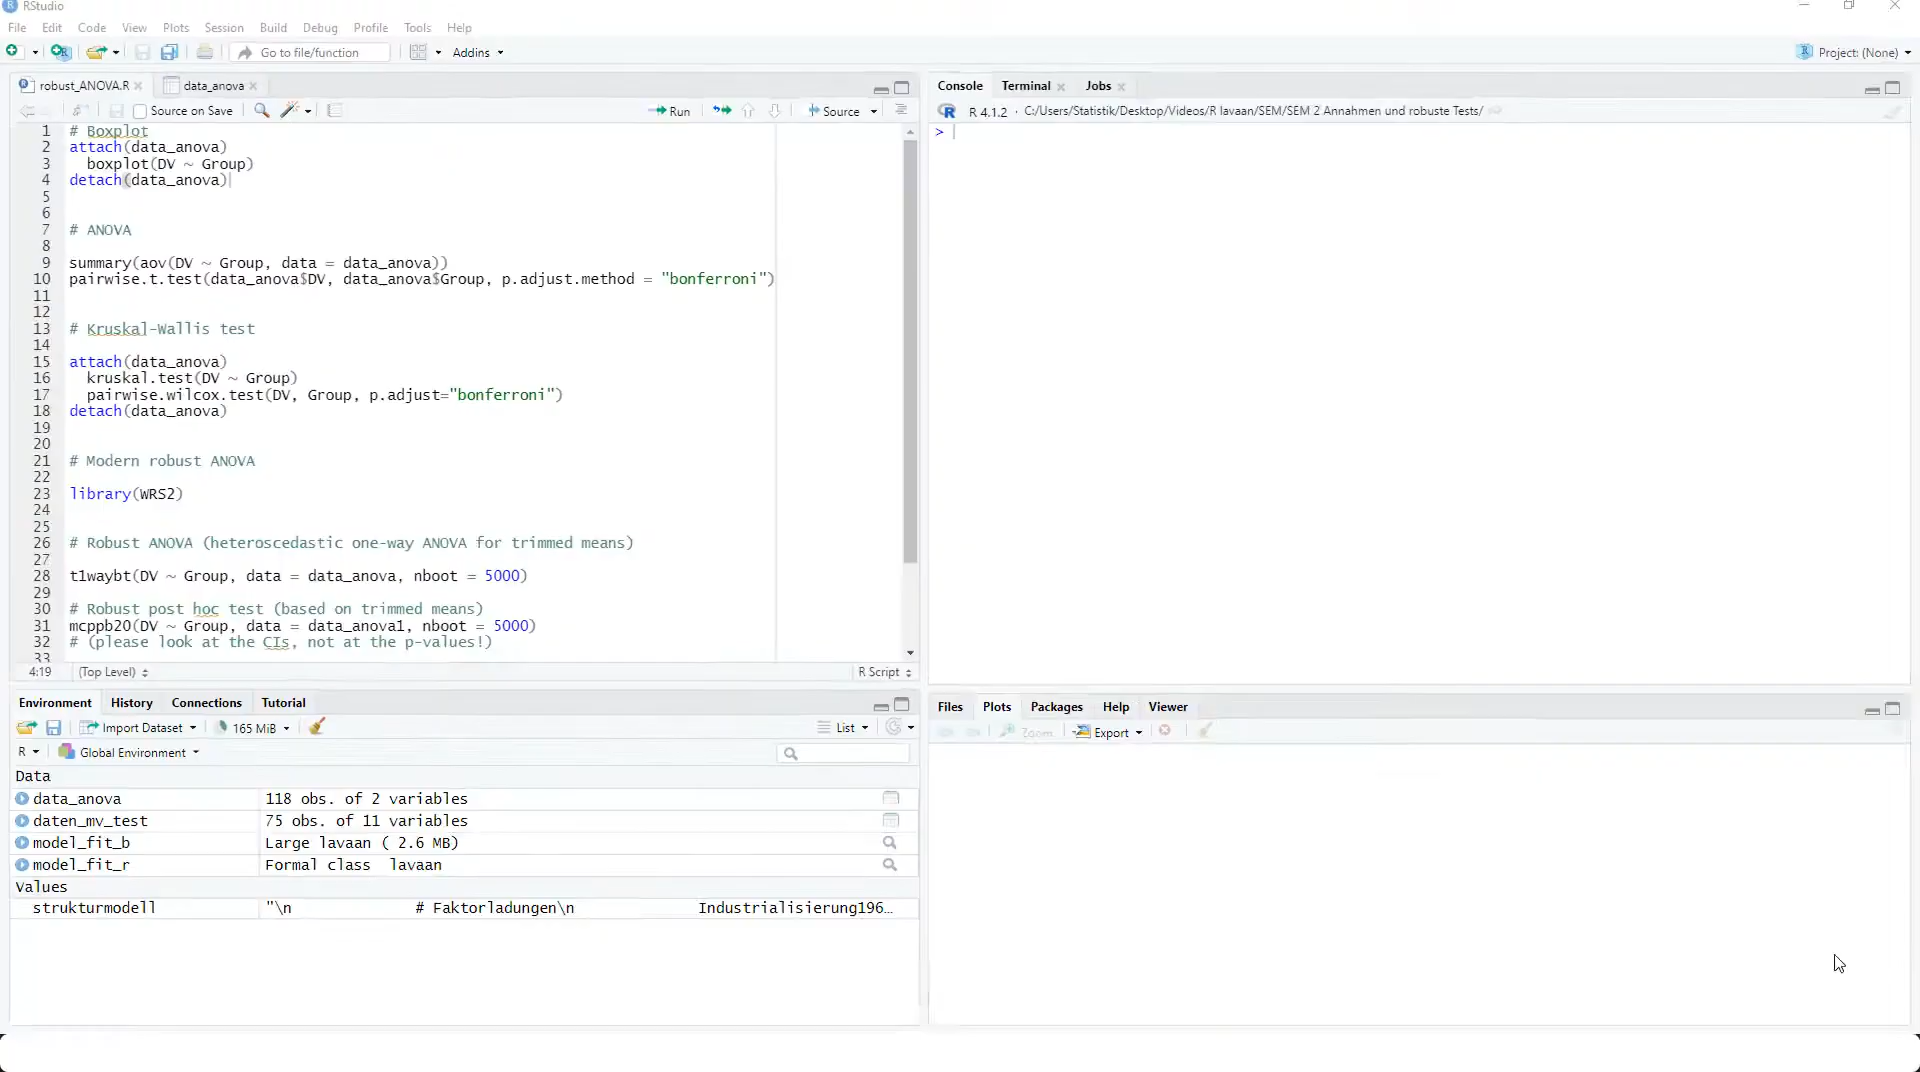 RStudio
File Edit Code View Plots Session Build Debug Profile Tools Help
Go to file/function Addins Project: (None)
robust_ANOVA.R data_anova
Source on Save Run Source
1 # Boxplot
2 attach(data_anova)
3 boxplot(DV ~ Group)
4 detach(data_anova)
5
6
7 # ANOVA
8
9 summary(aov(DV ~ Group, data = data_anova))
10 pairwise.t.test(data_anova$DV, data_anova$Group, p.adjust.method = "bonferroni")
11
12
13 # Kruskal-Wallis test
14
15 attach(data_anova)
16 kruskal.test(DV ~ Group)
17 pairwise.wilcox.test(DV, Group, p.adjust="bonferroni")
18 detach(data_anova)
19
20
21 # Modern robust ANOVA
22
23 library(WRS2)
24
25
26 # Robust ANOVA (heteroscedastic one-way ANOVA for trimmed means)
27
28 t1waybt(DV ~ Group, data = data_anova, nboot = 5000)
29
30 # Robust post hoc test (based on trimmed means)
31 mcppb20(DV ~ Group, data = data_anova1, nboot = 5000)
32 # (please look at the CIs, not at the p-values!)
33
4:19 (Top Level) R Script
Console Terminal Jobs
R 4.1.2 · C:/Users/Statistik/Desktop/Videos/R lavaan/SEM/SEM 2 Annahmen und robuste Tests/
>
Environment History Connections Tutorial
Import Dataset 165 MiB List
R Global Environment
Data
data_anova 118 obs. of 2 variables
daten_mv_test 75 obs. of 11 variables
model_fit_b Large lavaan ( 2.6 MB)
model_fit_r Formal class lavaan
Values
strukturmodell "\n # Faktorladungen\n Industrialisierung196…
Files Plots Packages Help Viewer
Zoom Export